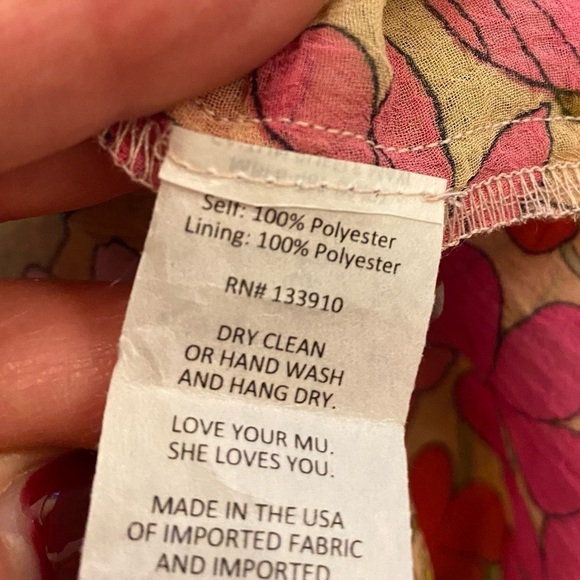 Self: 100% Polyester
Lining: 100% Polyester
RN# 133910
DRY CLEAN
OR HAND WASH
AND HANG DRY.
LOVE YOUR MU.
SHE LOVES YOU.
MADE IN THE USA
OF IMPORTED FABRIC
AND IMPORTED